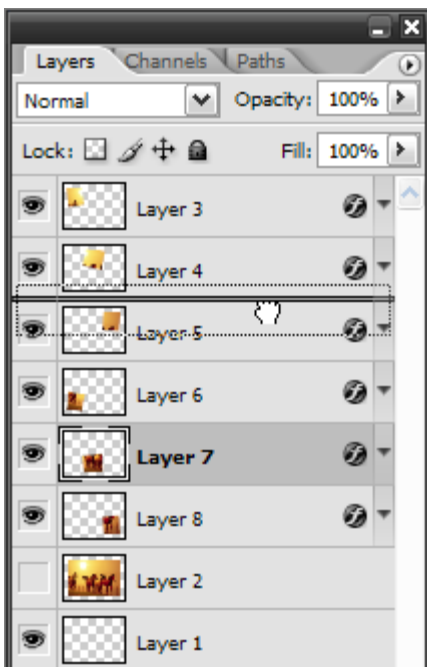 Layers Channels Paths
Normal Opacity: 100%
Lock: Fill: 100%
Layer 3
Layer 4
Layer 5
Layer 6
Layer 7
Layer 8
Layer 2
Layer 1